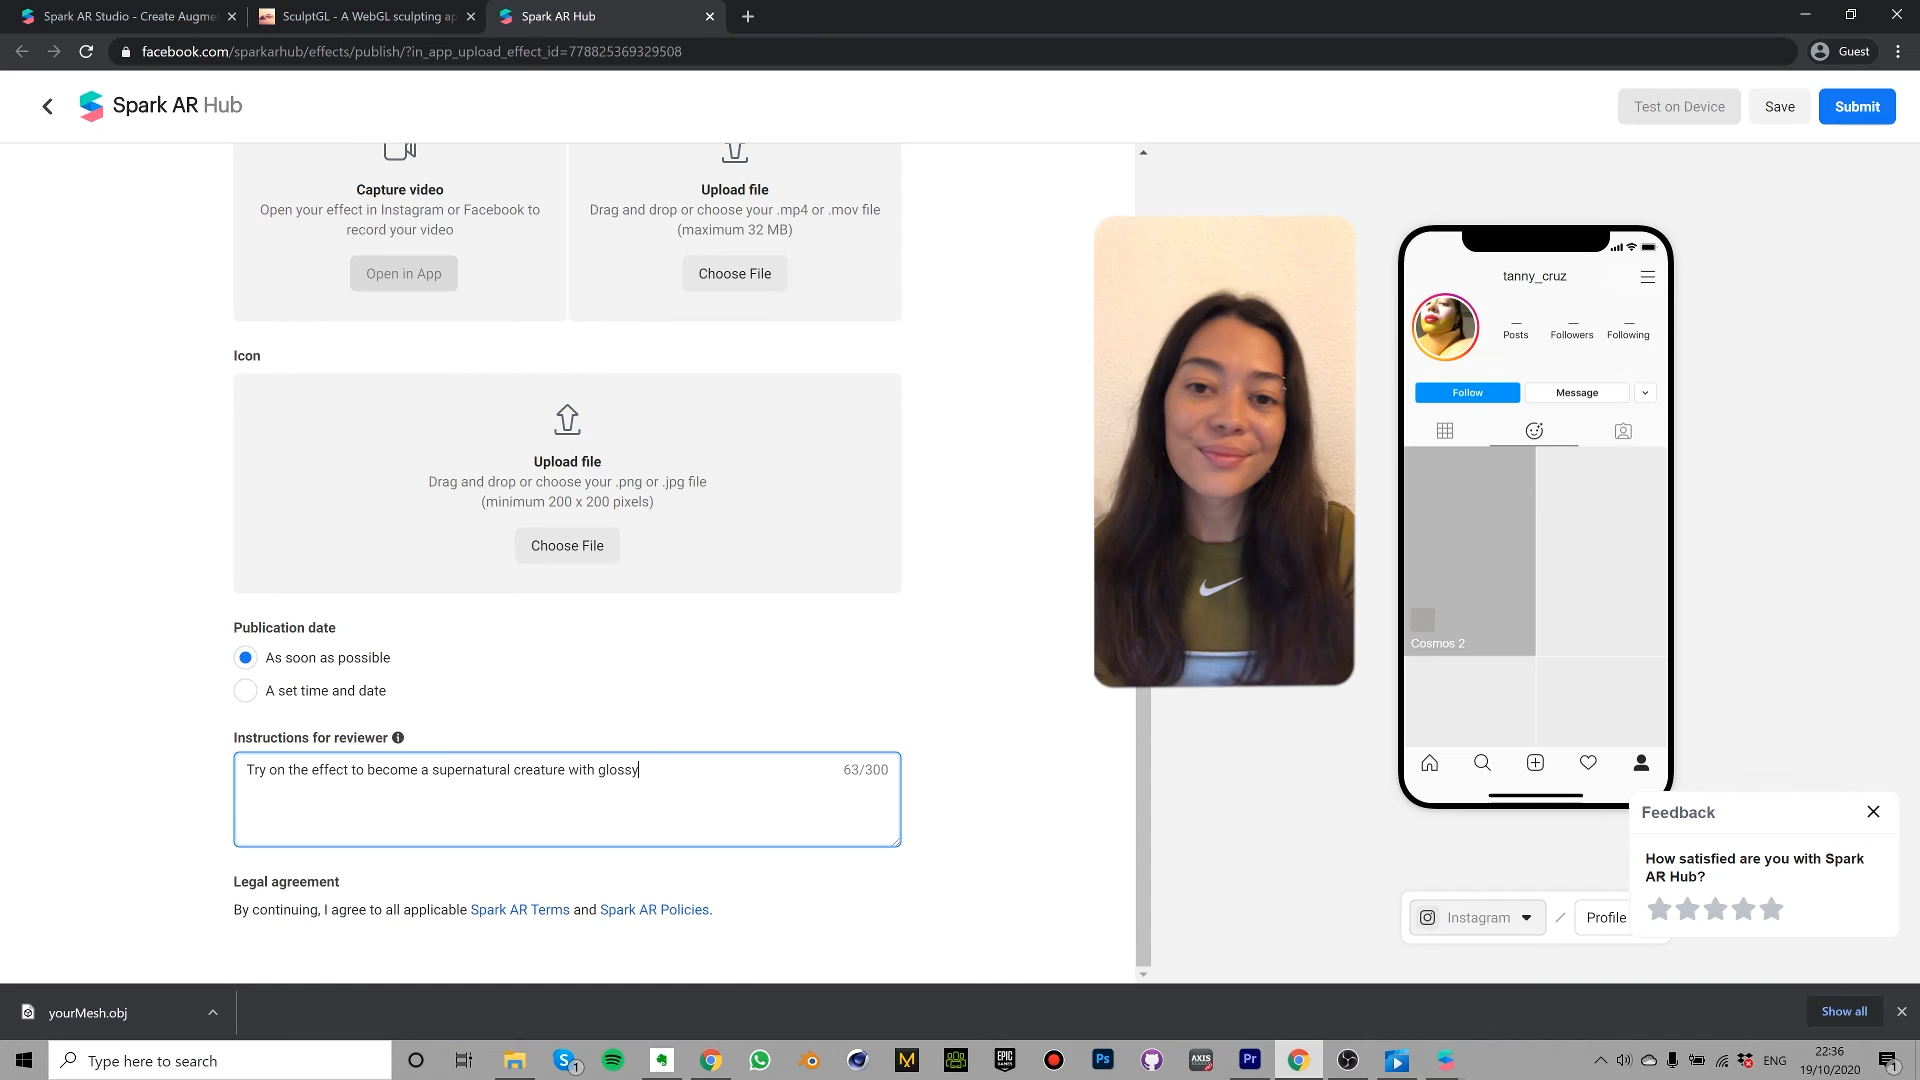 Spark AR Studio - Create Augme
SculptGL - A WebGL sculpting ap
Spark AR Hub
facebook.com/sparkarhub/effects/publish/?in_app_upload_effect_id=778825369329508
Guest
Spark AR Hub
Test on Device
Save
Submit
Capture video
Open your effect in Instagram or Facebook to
record your video
Open in App
Upload file
Drag and drop or choose your .mp4 or .mov file
(maximum 32 MB)
Choose File
Icon
Upload file
Drag and drop or choose your .png or .jpg file
(minimum 200 x 200 pixels)
Choose File
Publication date
As soon as possible
A set time and date
Instructions for reviewer
Try on the effect to become a supernatural creature with glossy
63/300
Legal agreement
By continuing, I agree to all applicable Spark AR Terms and Spark AR Policies.
tanny_cruz
Posts
Followers
Following
Follow
Message
Cosmos 2
Instagram
Profile
Feedback
How satisfied are you with Spark
AR Hub?
yourMesh.obj
Show all
Type here to search
1
M
EPIC
GAMES
Ps
AXIS
Pr
ENG
22:36
19/10/2020
1